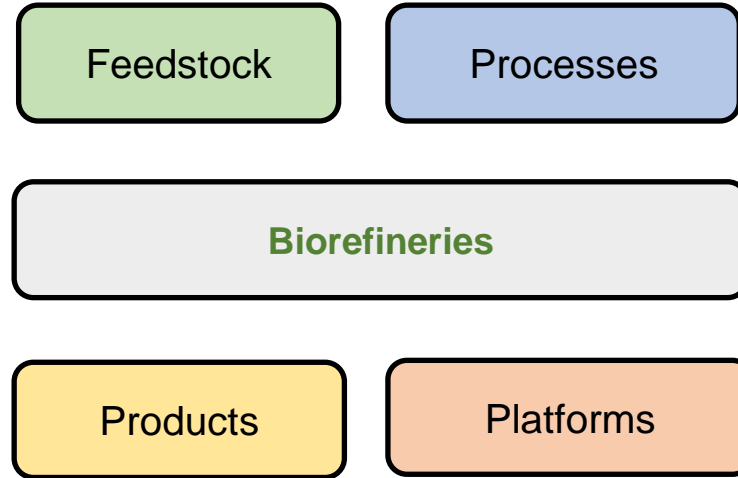 Feedstock
Processes
Biorefineries
Products
Platforms